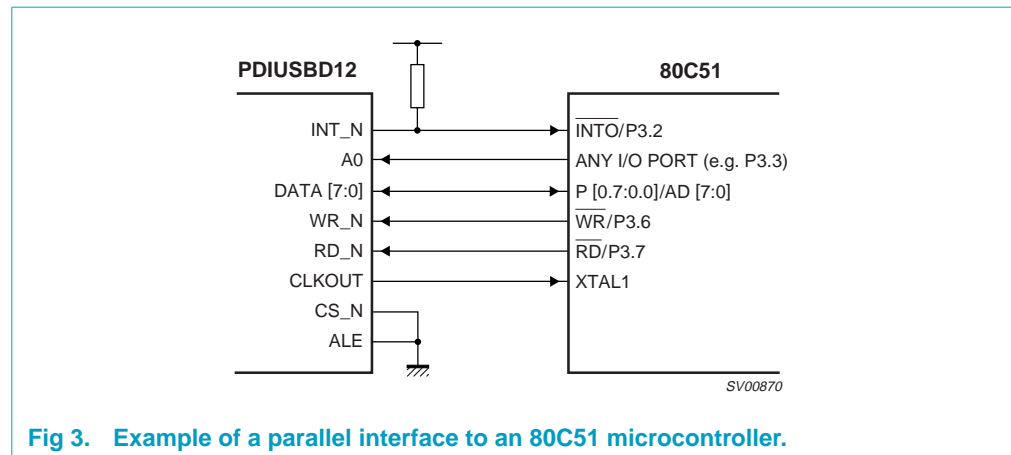 PDIUSBD12 80C51
INT_N INTO/P3.2
A0 ANY I/O PORT (e.g. P3.3)
DATA [7:0] P [0.7:0.0]/AD [7:0]
WR_N WR/P3.6
RD_N RD/P3.7
CLKOUT XTAL1
CS_N
ALE
SV00870
Fig 3. Example of a parallel interface to an 80C51 microcontroller.